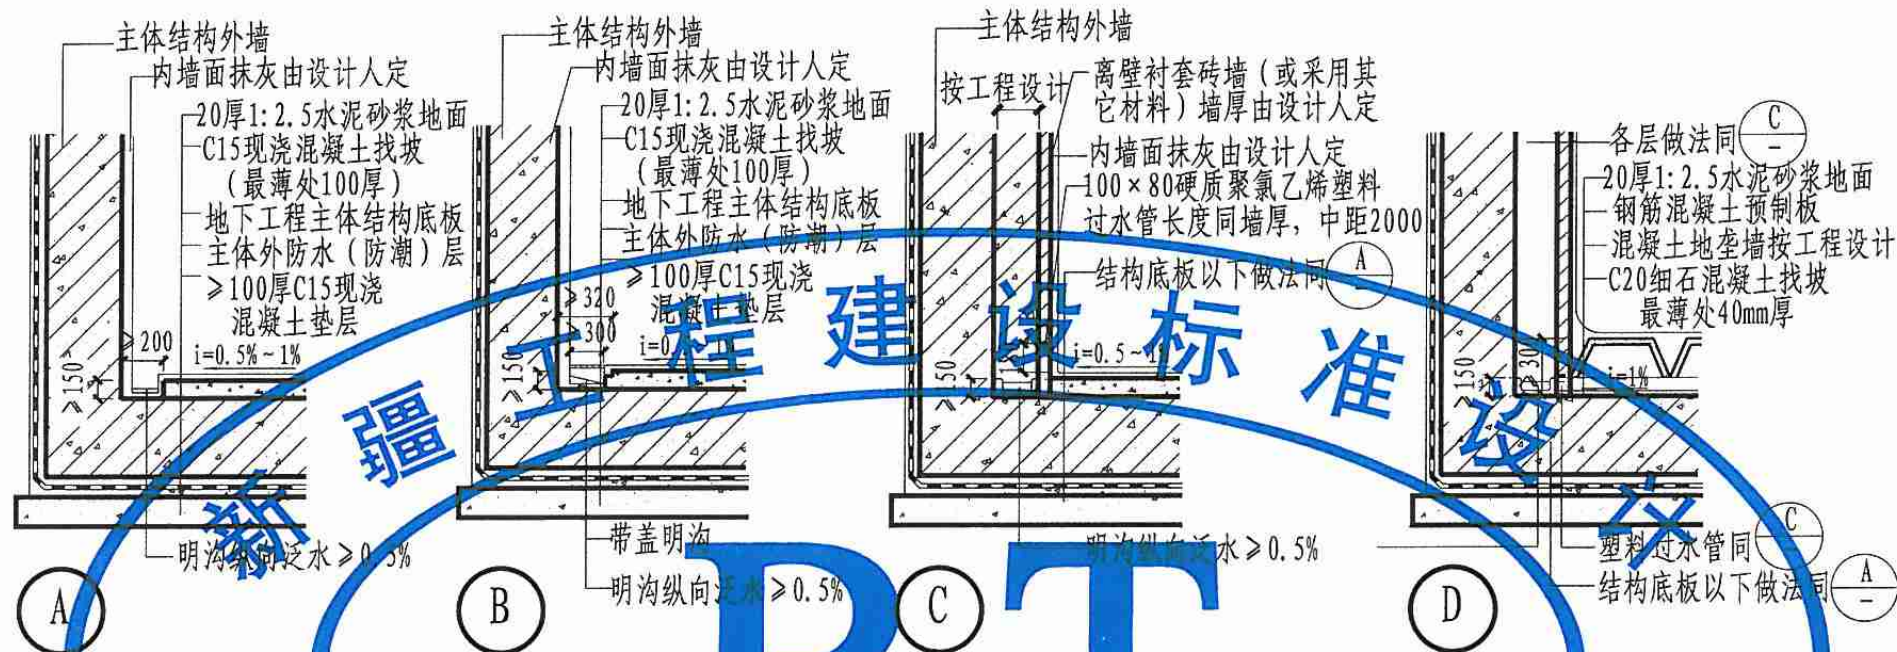 主体结构外墙
内墙面抹灰由设计人定
20厚1:2.5水泥砂浆地面
C15现浇混凝土找坡
（最薄处100厚）
地下工程主体结构底板
主体外防水（防潮）层
≥100厚C15现浇
混凝土垫层
≥200
i=0.5%~1%
≥150
明沟纵向泛水≥0.5%
A
主体结构外墙
内墙面抹灰由设计人定
20厚1:2.5水泥砂浆地面
C15现浇混凝土找坡
（最薄处100厚）
地下工程主体结构底板
主体外防水（防潮）层
≥100厚C15现浇
混凝土垫层
≥320
≥300
≥150
带盖明沟
明沟纵向泛水≥0.5%
B
主体结构外墙
按工程设计
离壁衬套砖墙（或采用其
它材料）墙厚由设计人定
内墙面抹灰由设计人定
100×80硬质聚氯乙烯塑料
过水管长度同墙厚，中距2000
结构底板以下做法同
A
-
i=0.5~1%
≥150
明沟纵向泛水≥0.5%
C
各层做法同
C
-
20厚1:2.5水泥砂浆地面
钢筋混凝土预制板
混凝土地垄墙按工程设计
C20细石混凝土找坡
最薄处40mm厚
≥150
i=1%
塑料过水管同
C
-
结构底板以下做法同
A
-
D
新疆工程建设标准设计